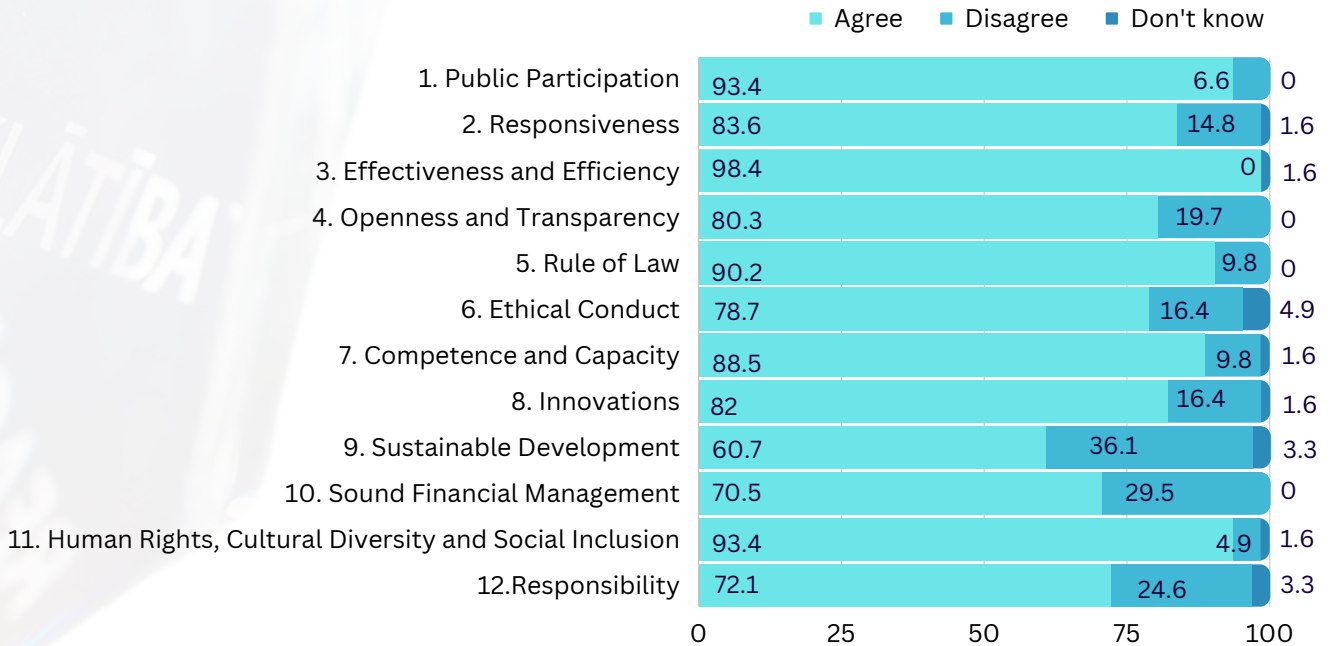 Agree Disagree Don't know
1. Public Participation 93.4 6.6 0
2. Responsiveness 83.6 14.8 1.6
3. Effectiveness and Efficiency 98.4 0 1.6
4. Openness and Transparency 80.3 19.7 0
5. Rule of Law 90.2 9.8 0
6. Ethical Conduct 78.7 16.4 4.9
7. Competence and Capacity 88.5 9.8 1.6
8. Innovations 82 16.4 1.6
9. Sustainable Development 60.7 36.1 3.3
10. Sound Financial Management 70.5 29.5 0
11. Human Rights, Cultural Diversity and Social Inclusion 93.4 4.9 1.6
12.Responsibility 72.1 24.6 3.3
0 25 50 75 100